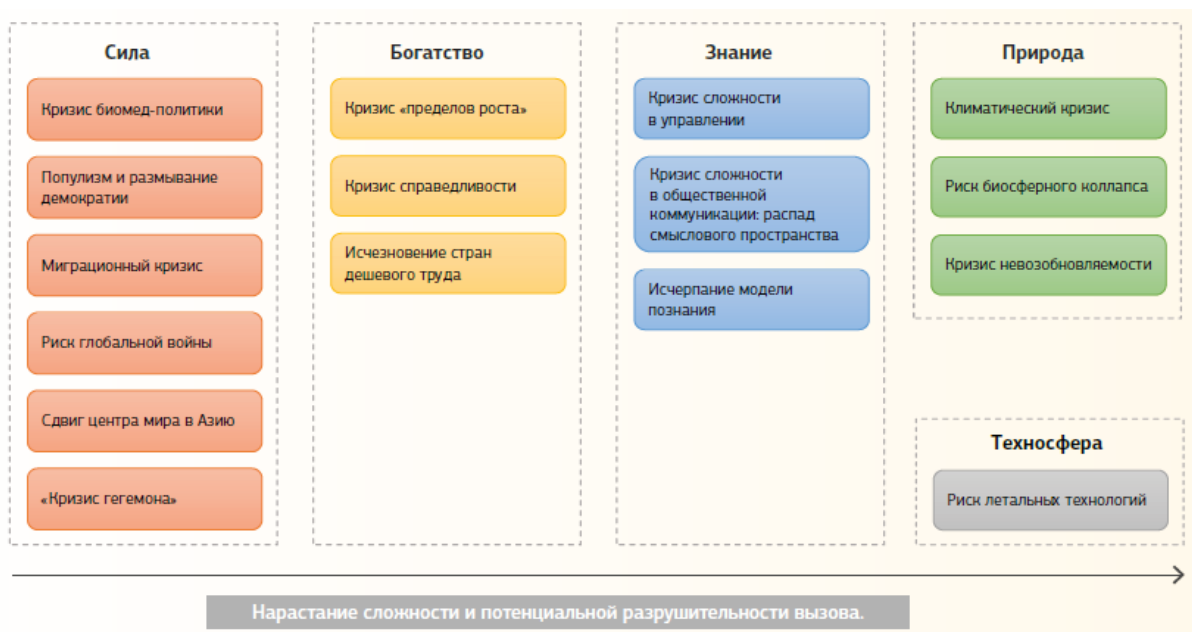 Сила
Кризис биомед-политики
Популизм и размывание
демократии
Миграционный кризис
Риск глобальной войны
Сдвиг центра мира в Азию
«Кризис гегемона»
Богатство
Кризис «пределов роста»
Кризис справедливости
Исчезновение стран
дешевого труда
Знание
Кризис сложности
в управлении
Кризис сложности
в общественной
коммуникации: распад
смыслового пространства
Исчерпание модели
познания
Природа
Климатический кризис
Риск биосферного коллапса
Кризис невозобновляемости
Техносфера
Риск летальных технологий
Нарастание сложности и потенциальной разрушительности вызова.